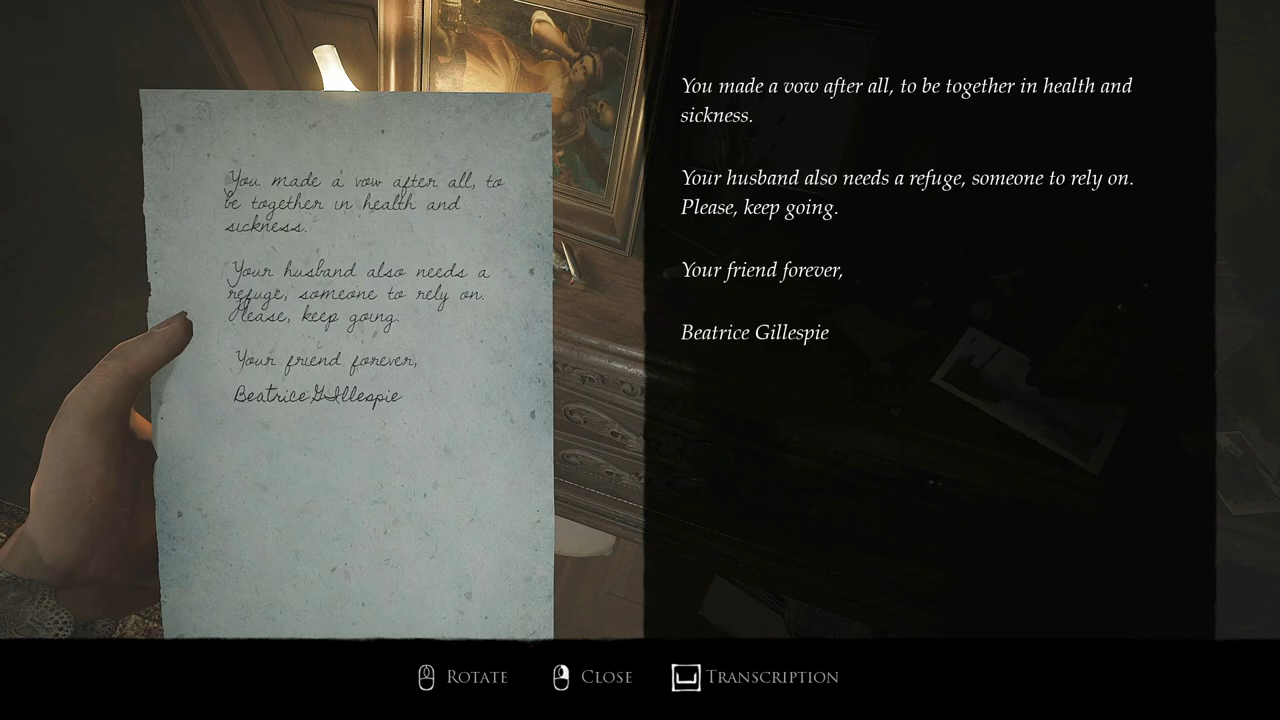 You made a vow after all, to
be together in health and
sickness.
Your husband also needs a
refuge, someone to rely on.
Please, keep going.
Your friend forever,
Beatrice Gillespie
You made a vow after all, to be together in health and
sickness.
Your husband also needs a refuge, someone to rely on.
Please, keep going.
Your friend forever,
Beatrice Gillespie
ROTATE
CLOSE
TRANSCRIPTION